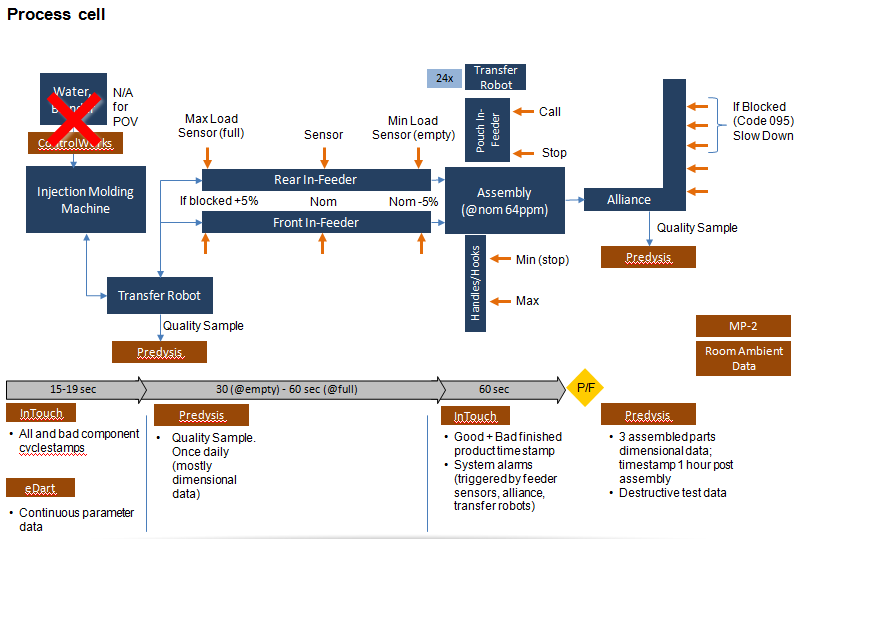 Process cell
Water,
N/A
for
POV
ControlWorks
Injection Molding
Machine
Transfer Robot
Quality Sample
Predysis
Max Load
Sensor (full)
Sensor
Min Load
Sensor (empty)
Rear In-Feeder
If blocked +5%
Nom
Nom -5%
Front In-Feeder
24x
Transfer
Robot
Pouch In-
Feeder
Call
Stop
Assembly
(@nom 64ppm)
Handles/Hooks
Min (stop)
Max
Alliance
If Blocked
(Code 095)
Slow Down
Quality Sample
Predysis
MP-2
Room Ambient
Data
15-19 sec
30 (@empty) - 60 sec (@full)
60 sec
P/F
InTouch
• All and bad component
cyclestamps
eDart
• Continuous parameter
data
Predysis
• Quality Sample.
Once daily
(mostly
dimensional
data)
InTouch
• Good + Bad finished
product time stamp
• System alarms
(triggered by feeder
sensors, alliance,
transfer robots)
Predysis
• 3 assembled parts
dimensional data;
timestamp 1 hour post
assembly
• Destructive test data